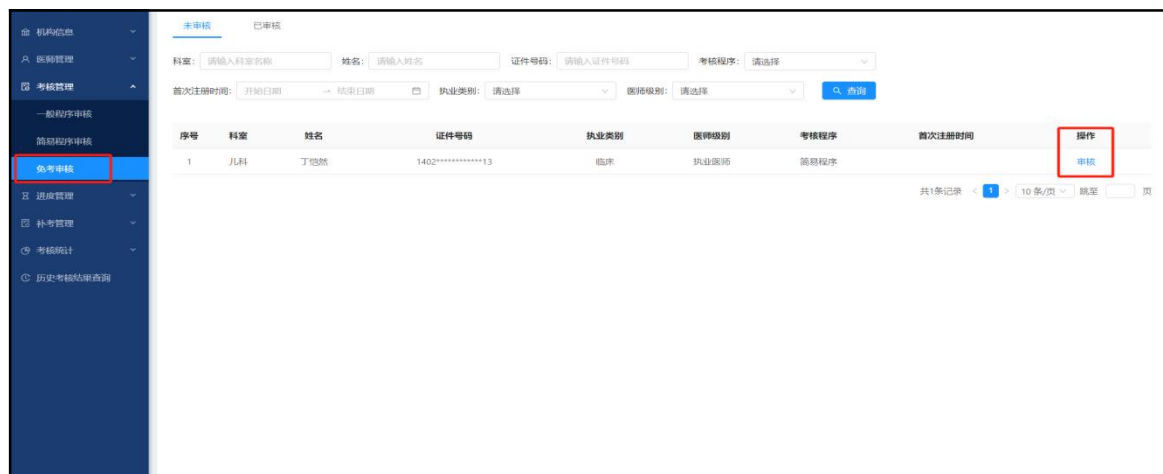 机构信息
医师管理
考核管理
一般程序审核
简易程序审核
免考审核
进度管理
补考管理
考核统计
历史考核结果查询
未审核 已审核
科室: 请输入科室名称 姓名: 请输入姓名 证件号码: 请输入证件号码 考核程序: 请选择
首次注册时间: 开始日期 → 结束日期 执业类别: 请选择 医师级别: 请选择 查询
序号 科室 姓名 证件号码 执业类别 医师级别 考核程序 首次注册时间 操作
1 儿科 丁恺然 1402************13 临床 执业医师 简易程序 审核
共1条记录 < 1 > 10 条/页 跳至 页